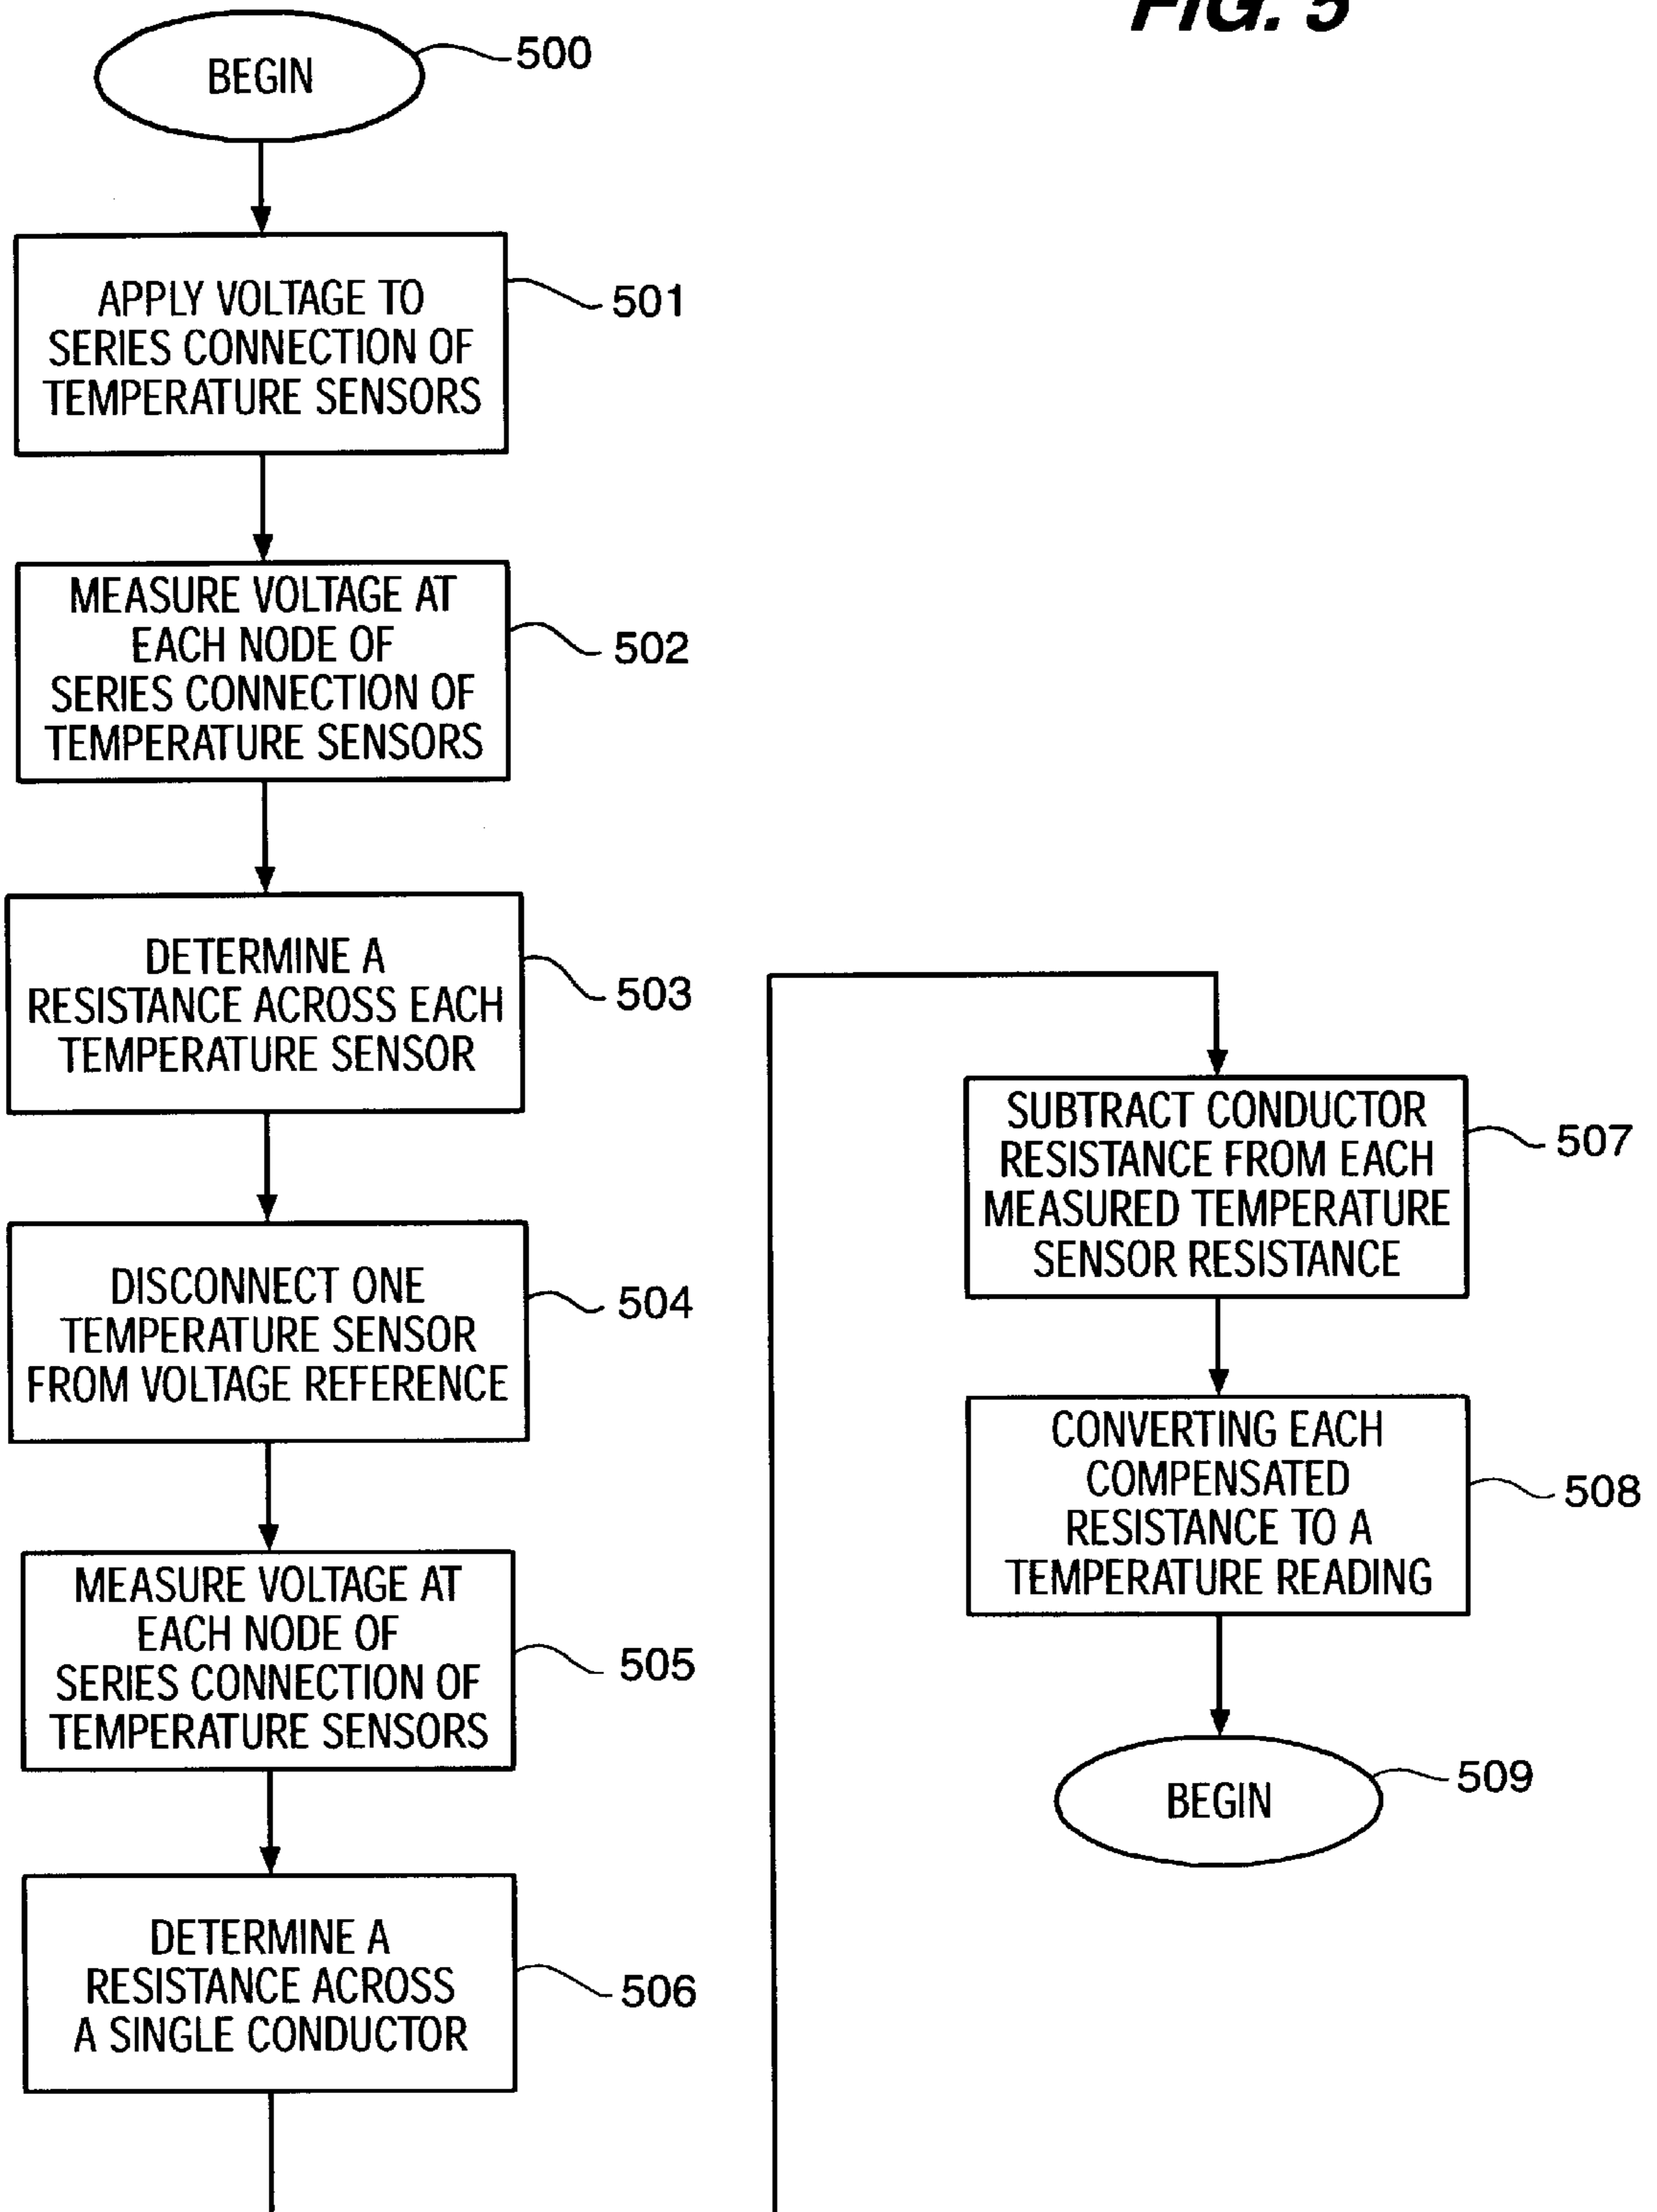 FIG. 5
BEGIN
500
APPLY VOLTAGE TO
SERIES CONNECTION OF
TEMPERATURE SENSORS
501
MEASURE VOLTAGE AT
EACH NODE OF
SERIES CONNECTION OF
TEMPERATURE SENSORS
502
DETERMINE A
RESISTANCE ACROSS EACH
TEMPERATURE SENSOR
503
DISCONNECT ONE
TEMPERATURE SENSOR
FROM VOLTAGE REFERENCE
504
MEASURE VOLTAGE AT
EACH NODE OF
SERIES CONNECTION OF
TEMPERATURE SENSORS
505
DETERMINE A
RESISTANCE ACROSS
A SINGLE CONDUCTOR
506
SUBTRACT CONDUCTOR
RESISTANCE FROM EACH
MEASURED TEMPERATURE
SENSOR RESISTANCE
507
CONVERTING EACH
COMPENSATED
RESISTANCE TO A
TEMPERATURE READING
508
BEGIN
509